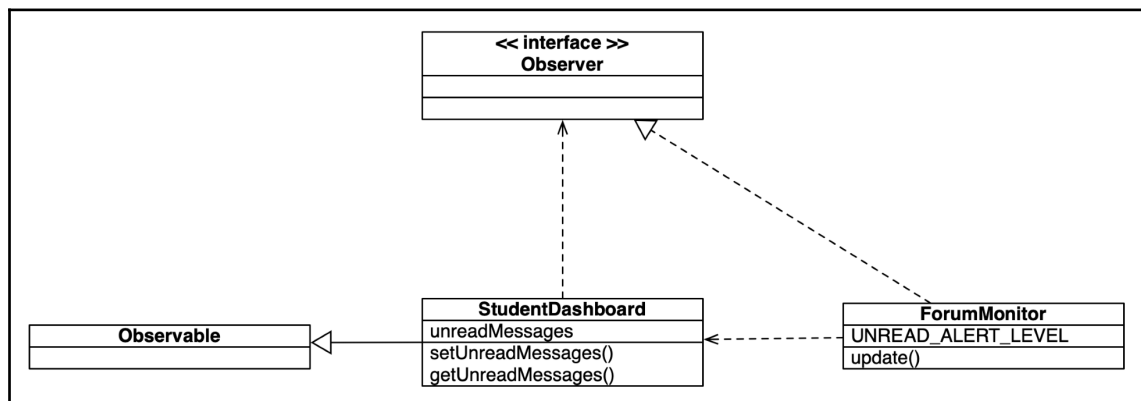 << interface >>
Observer
Observable
StudentDashboard
unreadMessages
setUnreadMessages()
getUnreadMessages()
ForumMonitor
UNREAD_ALERT_LEVEL
update()